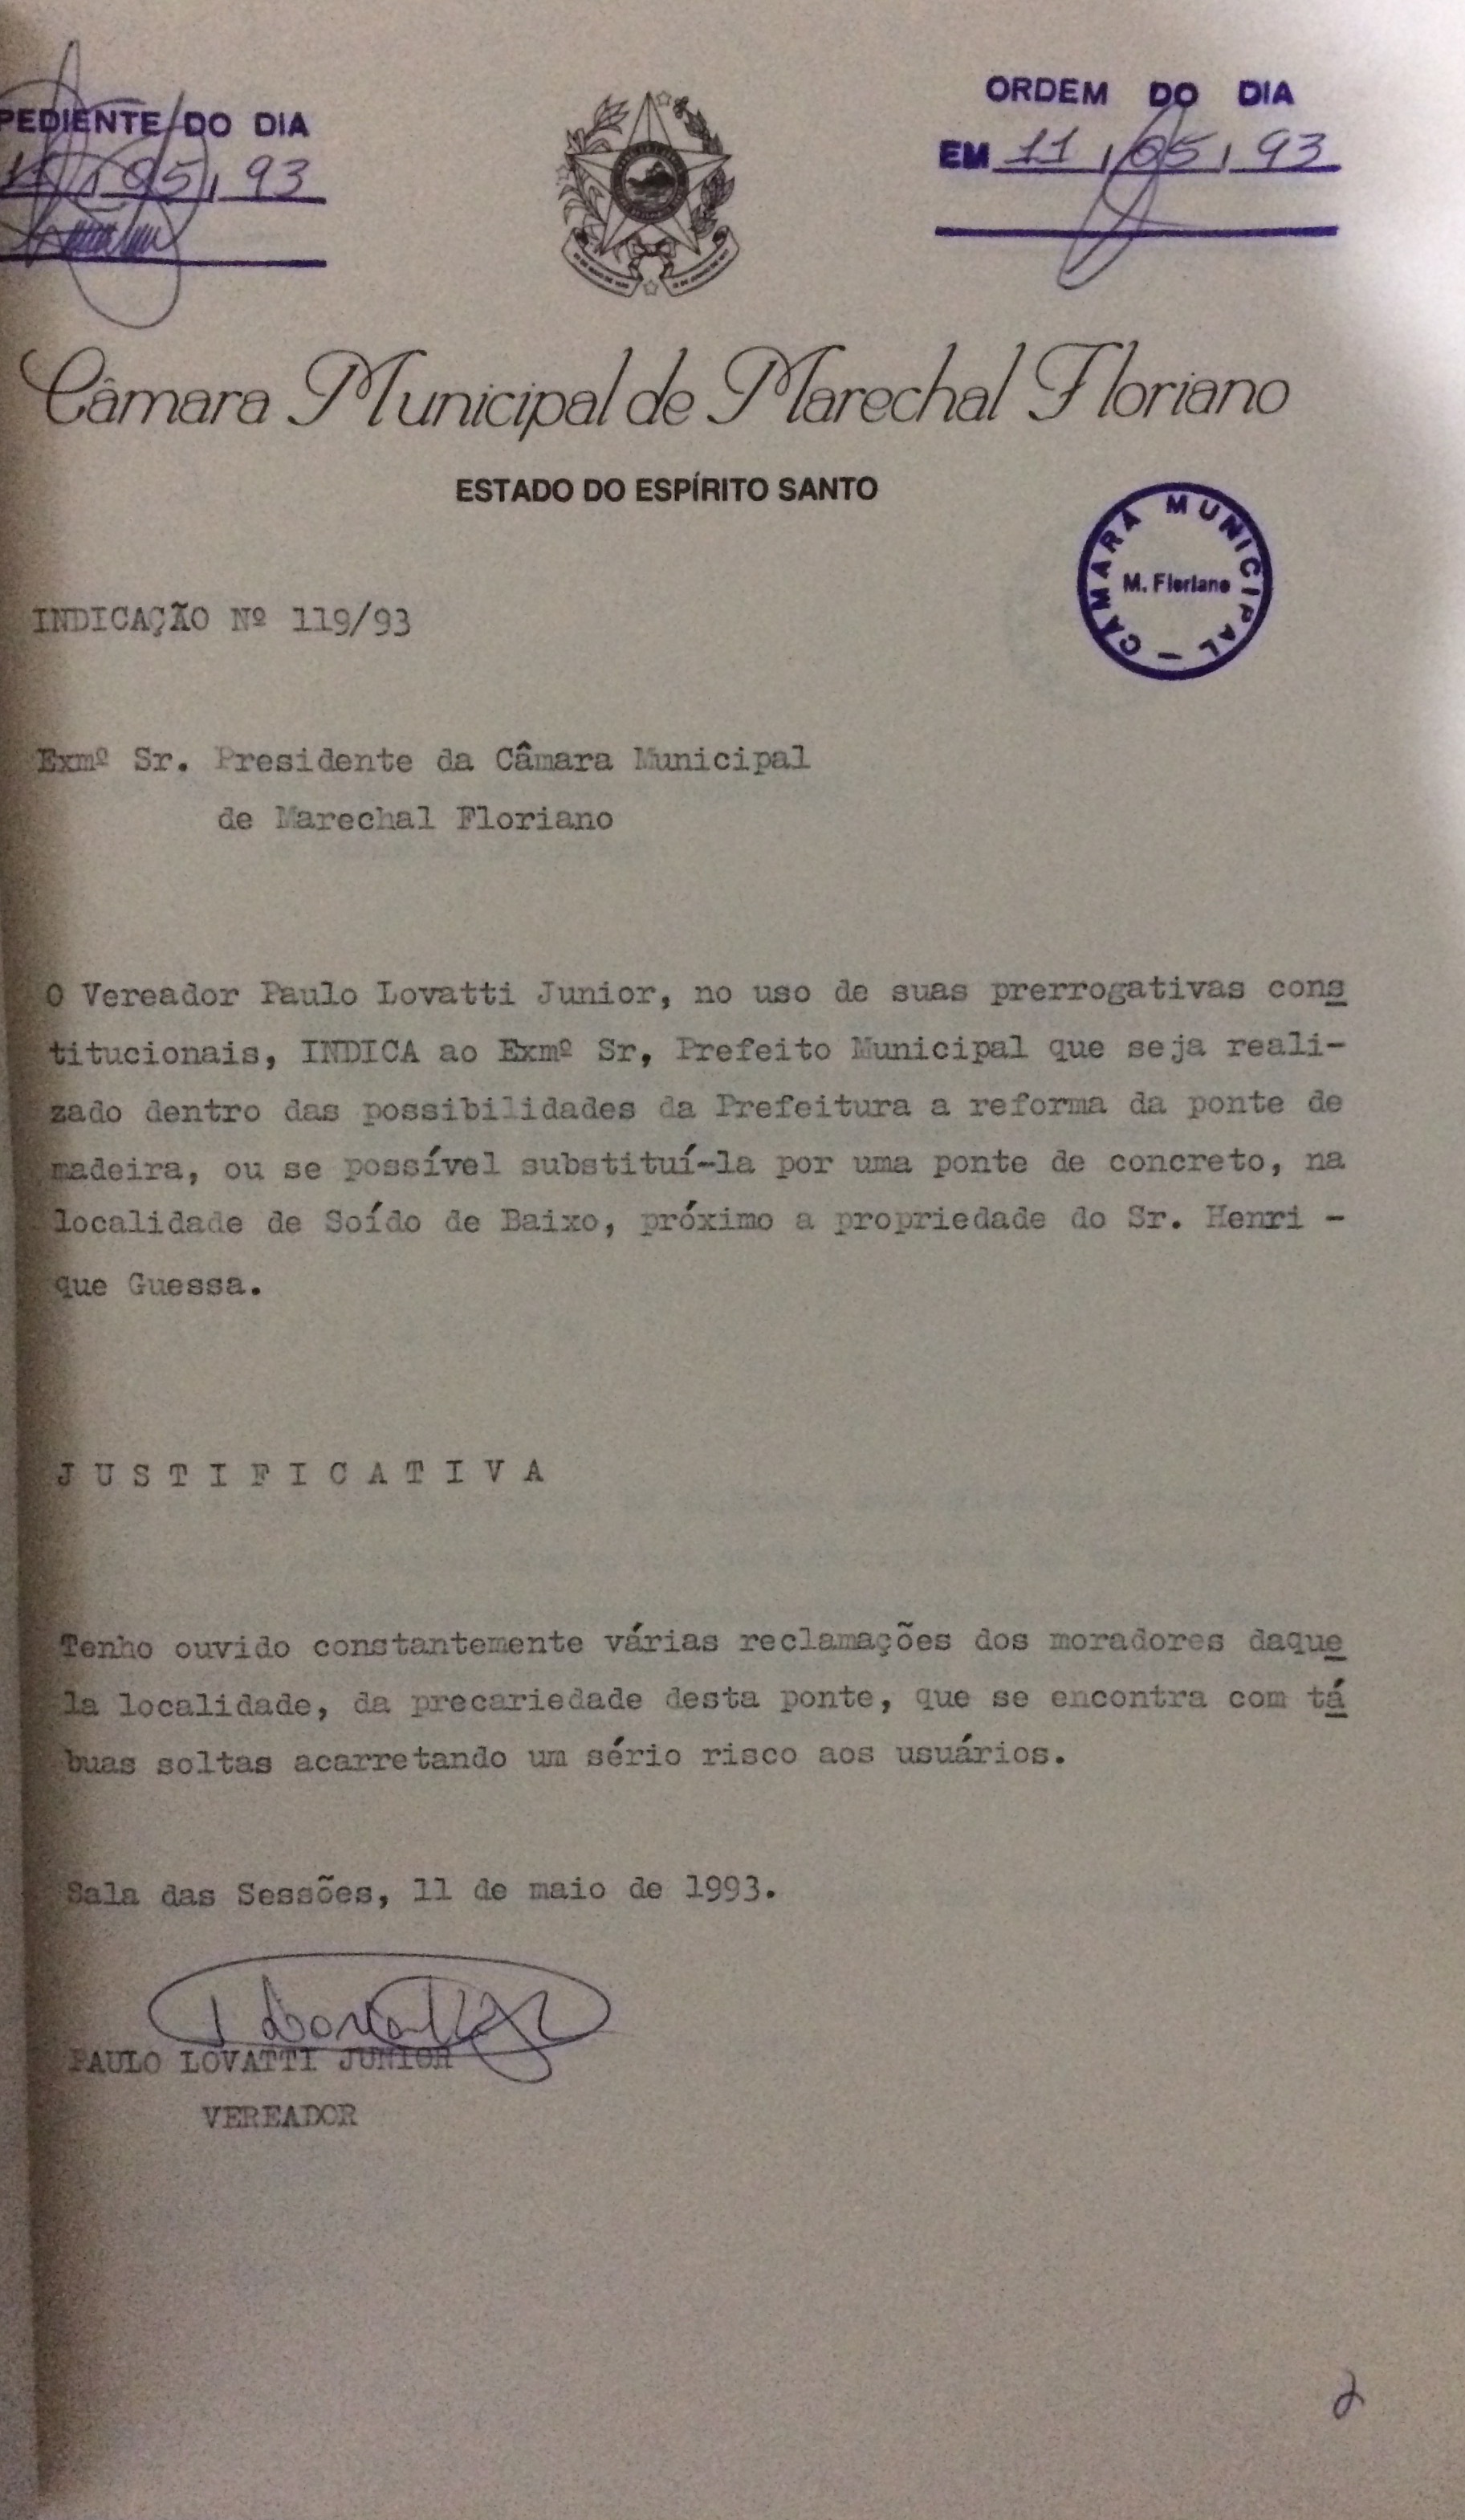 PEDIENTE DO DIA
05, 93
ORDEM DO DIA
EM 11, 05, 93
Câmara Municipal de Marechal Floriano
ESTADO DO ESPÍRITO SANTO
CÂMARA MUNICIPAL –
M. Floriano
INDICAÇÃO Nº 119/93
Exmº Sr. Presidente da Câmara Municipal
de Marechal Floriano
O Vereador Paulo Lovatti Junior, no uso de suas prerrogativas cons
titucionais, INDICA ao Exmº Sr, Prefeito Municipal que seja reali-
zado dentro das possibilidades da Prefeitura a reforma da ponte de
madeira, ou se possível substituí-la por uma ponte de concreto, na
localidade de Soído de Baixo, próximo a propriedade do Sr. Henri -
que Guessa.
J U S T I F I C A T I V A
Tenho ouvido constantemente várias reclamações dos moradores daque
la localidade, da precariedade desta ponte, que se encontra com tá
buas soltas acarretando um sério risco aos usuários.
Sala das Sessões, 11 de maio de 1993.
PAULO LOVATTI JUNIOR
VEREADOR